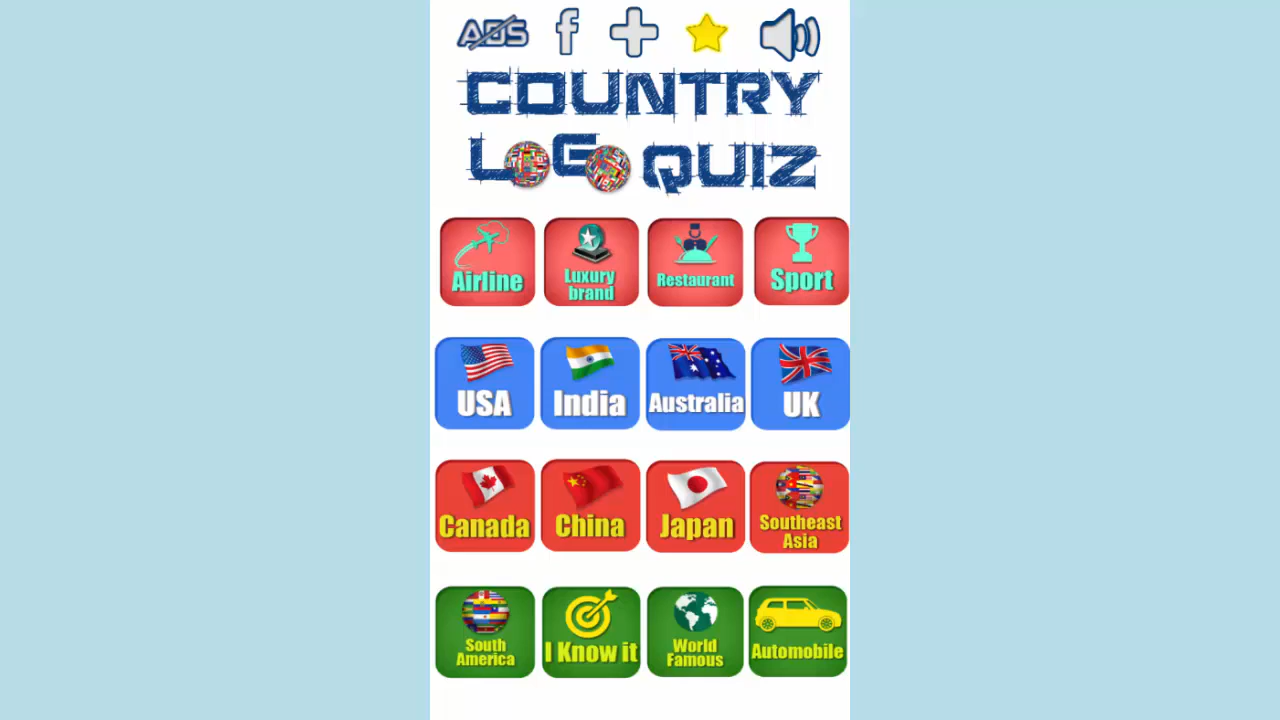 ADS f
COUNTRY
LOGO QUIZ
Airline
Luxury
brand
Restaurant
Sport
USA
India
Australia
UK
Canada
China
Japan
Southeast
Asia
South
America
I Know it
World
Famous
Automobile